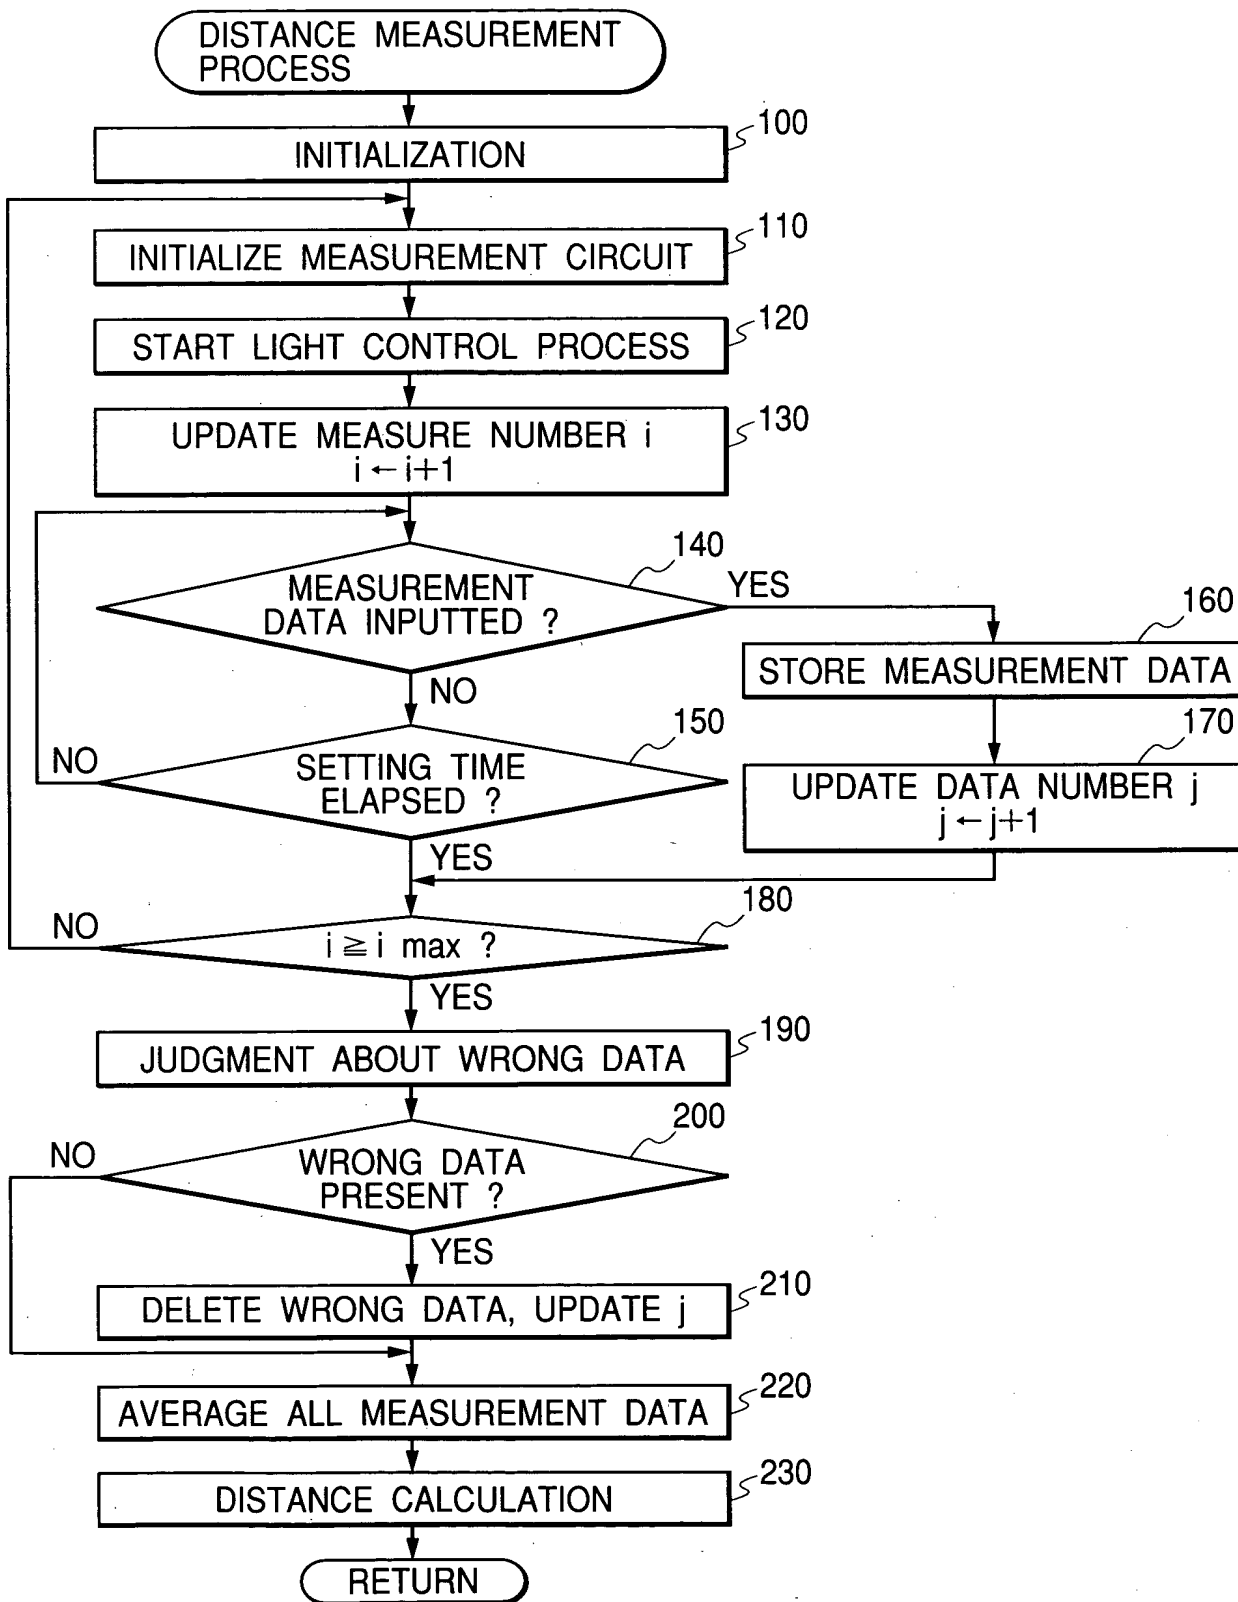 DISTANCE MEASUREMENT
PROCESS
100
INITIALIZATION
110
INITIALIZE MEASUREMENT CIRCUIT
120
START LIGHT CONTROL PROCESS
130
UPDATE MEASURE NUMBER i
i ← i+1
140
MEASUREMENT
DATA INPUTTED ?
YES
NO
160
STORE MEASUREMENT DATA
150
SETTING TIME
ELAPSED ?
NO
YES
170
UPDATE DATA NUMBER j
j ← j+1
180
i ≧ i max ?
NO
YES
190
JUDGMENT ABOUT WRONG DATA
200
WRONG DATA
PRESENT ?
NO
YES
210
DELETE WRONG DATA, UPDATE j
220
AVERAGE ALL MEASUREMENT DATA
230
DISTANCE CALCULATION
RETURN